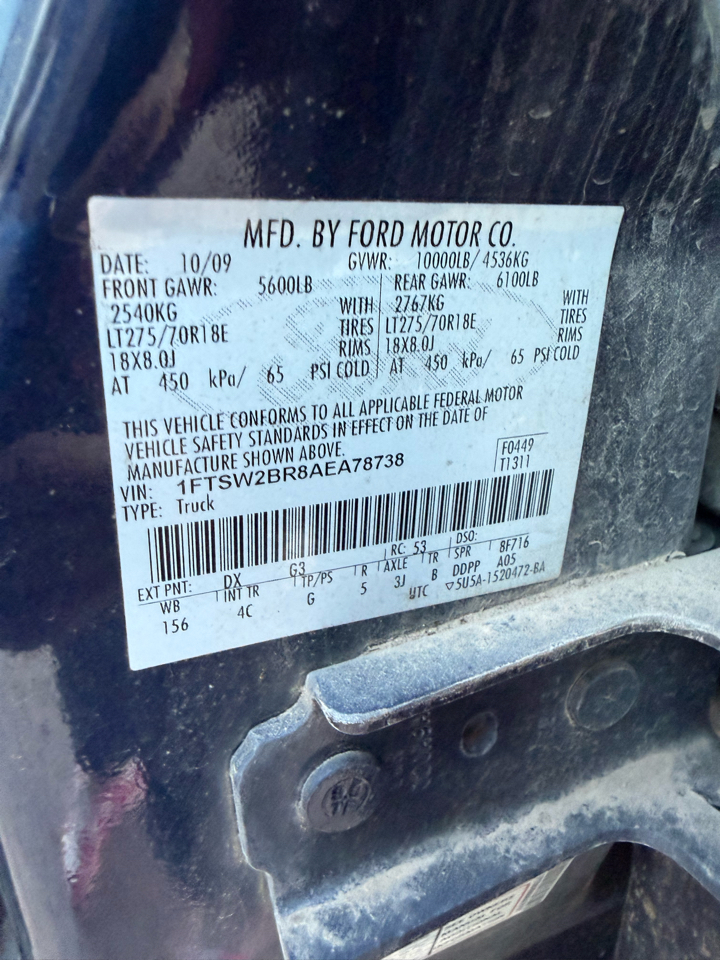 MFD. BY FORD MOTOR CO.
DATE: 10/09 GVWR: 10000LB/ 4536KG
FRONT GAWR: 5600LB REAR GAWR: 6100LB
2540KG WITH 2767KG WITH
LT275/70R18E TIRES LT275/70R18E TIRES
18X8.0J RIMS 18X8.0J RIMS
AT 450 kPa/ 65 PSI COLD AT 450 kPa/ 65 PSI COLD
THIS VEHICLE CONFORMS TO ALL APPLICABLE FEDERAL MOTOR
VEHICLE SAFETY STANDARDS IN EFFECT ON THE DATE OF
MANUFACTURE SHOWN ABOVE.
VIN: 1FTSW2BR8AEA78738
F0449
TYPE: Truck
T1311
EXT PNT: DX G3 RC: 53 DSO:
WB INT TR TP/PS R AXLE TR SPR 8F716
156 4C G 5 3J B DDPP A05
UTC ▽5U5A-1520472-BA
8.0